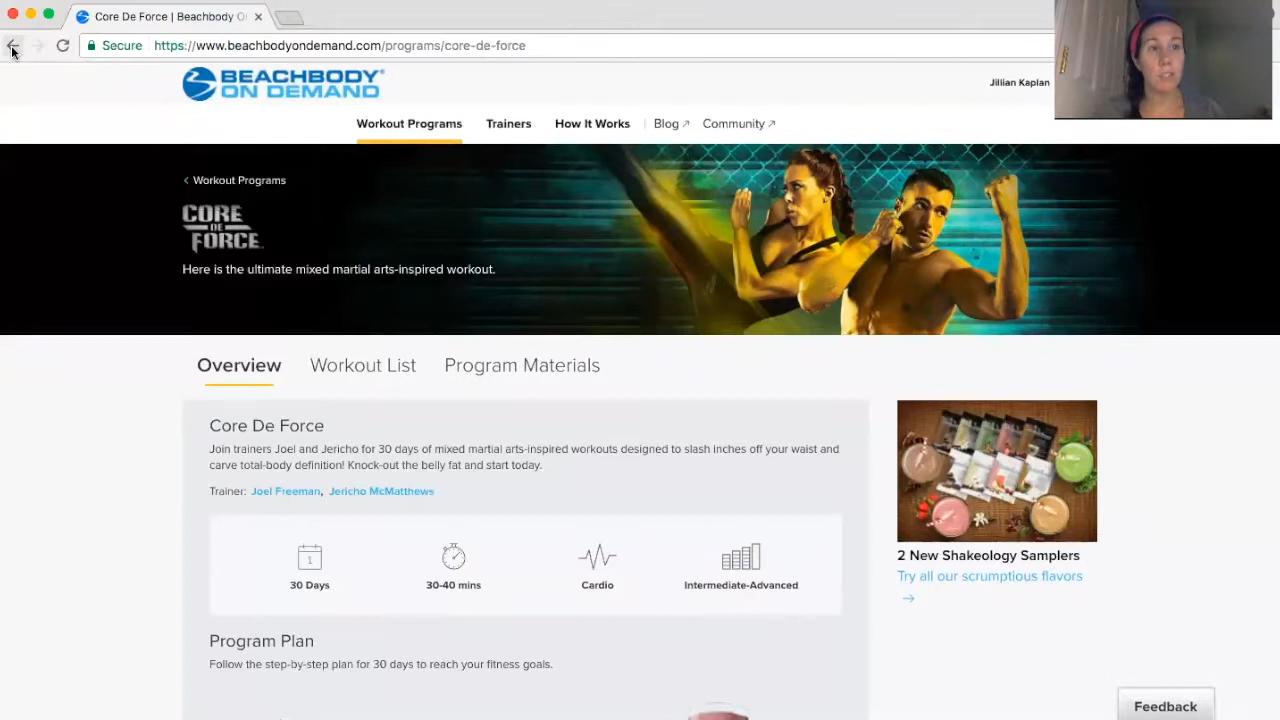 Core De Force | Beachbody O
Secure https://www.beachbodyondemand.com/programs/core-de-force
BEACHBODY
ON DEMAND
Jillian Kaplan
Workout Programs Trainers How It Works Blog Community
Workout Programs
CORE
DE
FORCE
Here is the ultimate mixed martial arts-inspired workout.
Overview Workout List Program Materials
Core De Force
Join trainers Joel and Jericho for 30 days of mixed martial arts-inspired workouts designed to slash inches off your waist and
carve total-body definition! Knock-out the belly fat and start today.
Trainer: Joel Freeman, Jericho McMatthews
1
30 Days 30-40 mins Cardio Intermediate-Advanced
2 New Shakeology Samplers
Try all our scrumptious flavors
Program Plan
Follow the step-by-step plan for 30 days to reach your fitness goals.
Feedback